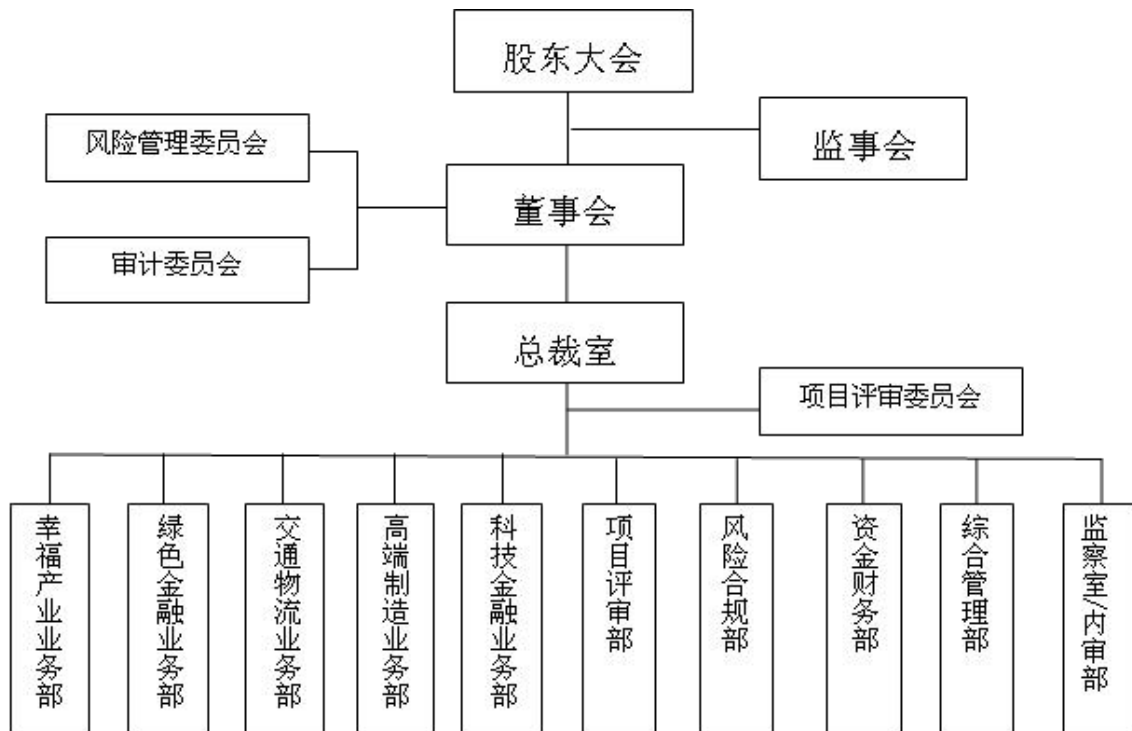 股东大会
监事会
风险管理委员会
董事会
审计委员会
总裁室
项目评审委员会
幸福产业业务部
绿色金融业务部
交通物流业务部
高端制造业务部
科技金融业务部
项目评审部
风险合规部
资金财务部
综合管理部
监察室/内审部